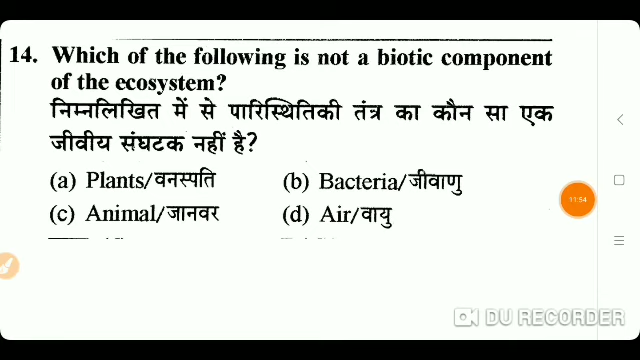 14. Which of the following is not a biotic component
of the ecosystem?
निम्नलिखित में से पारिस्थितिकी तंत्र का कौन सा एक
जीवीय संघटक नहीं है?
(a) Plants/वनस्पति (b) Bacteria/जीवाणु
(c) Animal/जानवर (d) Air/वायु
11:54
DU RECORDER